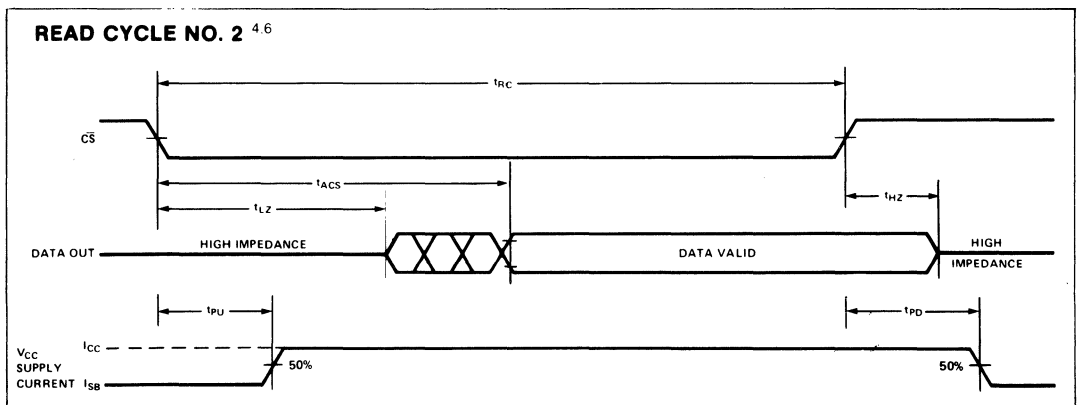 READ CYCLE NO. 2 4.6
tRC
C̅S̅
tACS
tLZ
tHZ
DATA OUT
HIGH IMPEDANCE
DATA VALID
HIGH
IMPEDANCE
tPU
tPD
VCC
SUPPLY
CURRENT
ICC
ISB
50%
50%